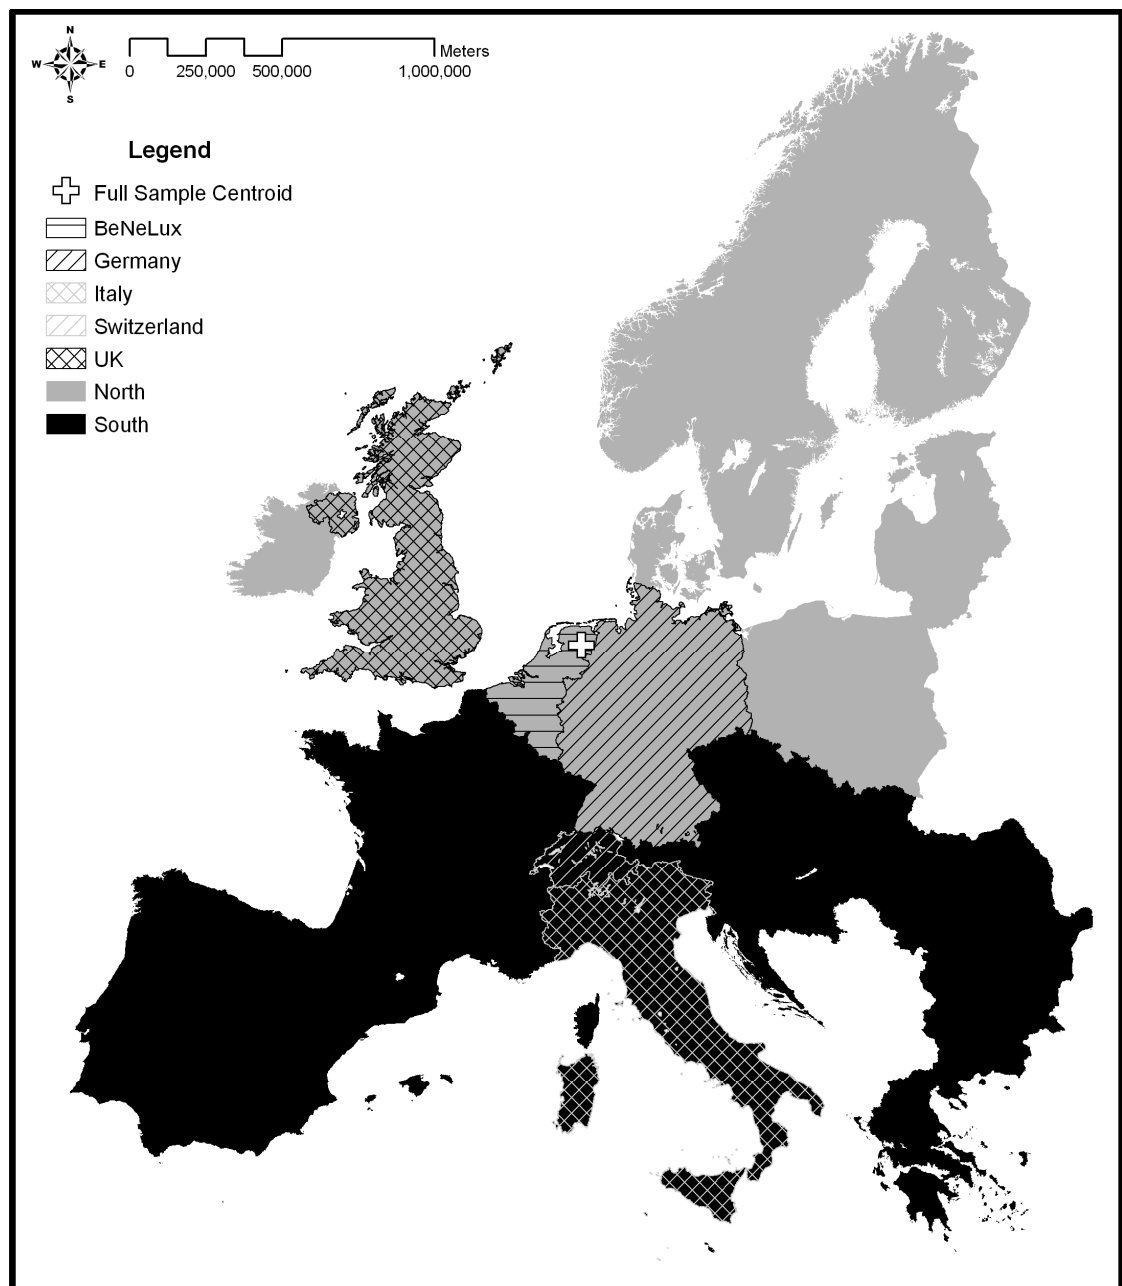 N
W E
S
Meters
0 250,000 500,000 1,000,000
Legend
Full Sample Centroid
BeNeLux
Germany
Italy
Switzerland
UK
North
South